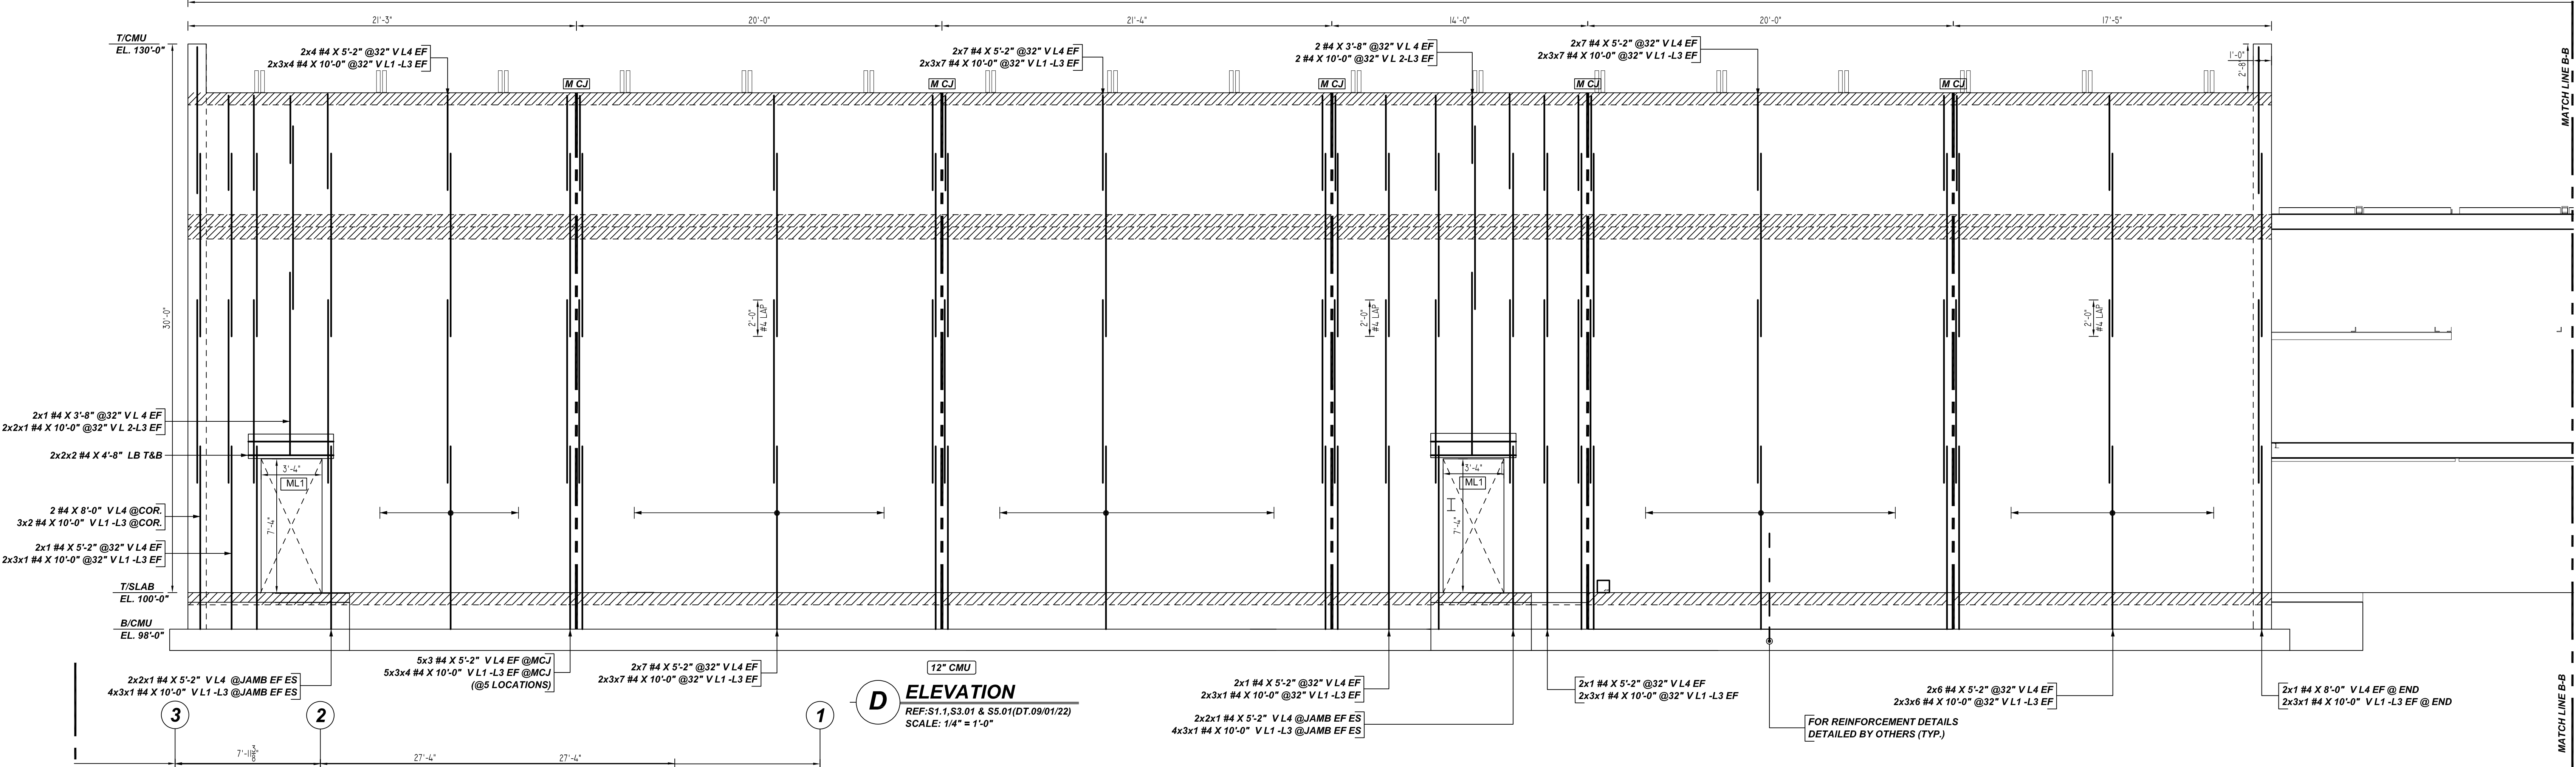 21'-3"
20'-0"
21'-4"
14'-0"
20'-0"
17'-5"
T/CMU
EL. 130'-0"
2x4 #4 X 5'-2" @32" V L4 EF
2x3x4 #4 X 10'-0" @32" V L1 -L3 EF
2x7 #4 X 5'-2" @32" V L4 EF
2x3x7 #4 X 10'-0" @32" V L1 -L3 EF
2 #4 X 3'-8" @32" V L 4 EF
2 #4 X 10'-0" @32" V L 2-L3 EF
2x7 #4 X 5'-2" @32" V L4 EF
2x3x7 #4 X 10'-0" @32" V L1 -L3 EF
1'-0"
2'-8"
MATCH LINE B-B
M CJ
M CJ
M CJ
M CJ
M CJ
30'-0"
2'-0"
#4 LAP
2'-0"
#4 LAP
2'-0"
#4 LAP
2x1 #4 X 3'-8" @32" V L 4 EF
2x2x1 #4 X 10'-0" @32" V L 2-L3 EF
2x2x2 #4 X 4'-8" LB T&B
3'-4"
ML1
7'-4"
3'-4"
ML1
7'-4"
2 #4 X 8'-0" V L4 @COR.
3x2 #4 X 10'-0" V L1 -L3 @COR.
2x1 #4 X 5'-2" @32" V L4 EF
2x3x1 #4 X 10'-0" @32" V L1 -L3 EF
T/SLAB
EL. 100'-0"
B/CMU
EL. 98'-0"
2x2x1 #4 X 5'-2" V L4 @JAMB EF ES
4x3x1 #4 X 10'-0" V L1 -L3 @JAMB EF ES
5x3 #4 X 5'-2" V L4 EF @MCJ
5x3x4 #4 X 10'-0" V L1 -L3 EF @MCJ
(@5 LOCATIONS)
2x7 #4 X 5'-2" @32" V L4 EF
2x3x7 #4 X 10'-0" @32" V L1 -L3 EF
12" CMU
D
ELEVATION
REF:S1.1,S3.01 & S5.01(DT.09/01/22)
SCALE: 1/4" = 1'-0"
2x1 #4 X 5'-2" @32" V L4 EF
2x3x1 #4 X 10'-0" @32" V L1 -L3 EF
2x2x1 #4 X 5'-2" V L4 @JAMB EF ES
4x3x1 #4 X 10'-0" V L1 -L3 @JAMB EF ES
2x1 #4 X 5'-2" @32" V L4 EF
2x3x1 #4 X 10'-0" @32" V L1 -L3 EF
FOR REINFORCEMENT DETAILS
DETAILED BY OTHERS (TYP.)
2x6 #4 X 5'-2" @32" V L4 EF
2x3x6 #4 X 10'-0" @32" V L1 -L3 EF
2x1 #4 X 8'-0" V L4 EF @ END
2x3x1 #4 X 10'-0" V L1 -L3 EF @ END
MATCH LINE B-B
3
2
1
7'-11 3/8"
27'-4"
27'-4"